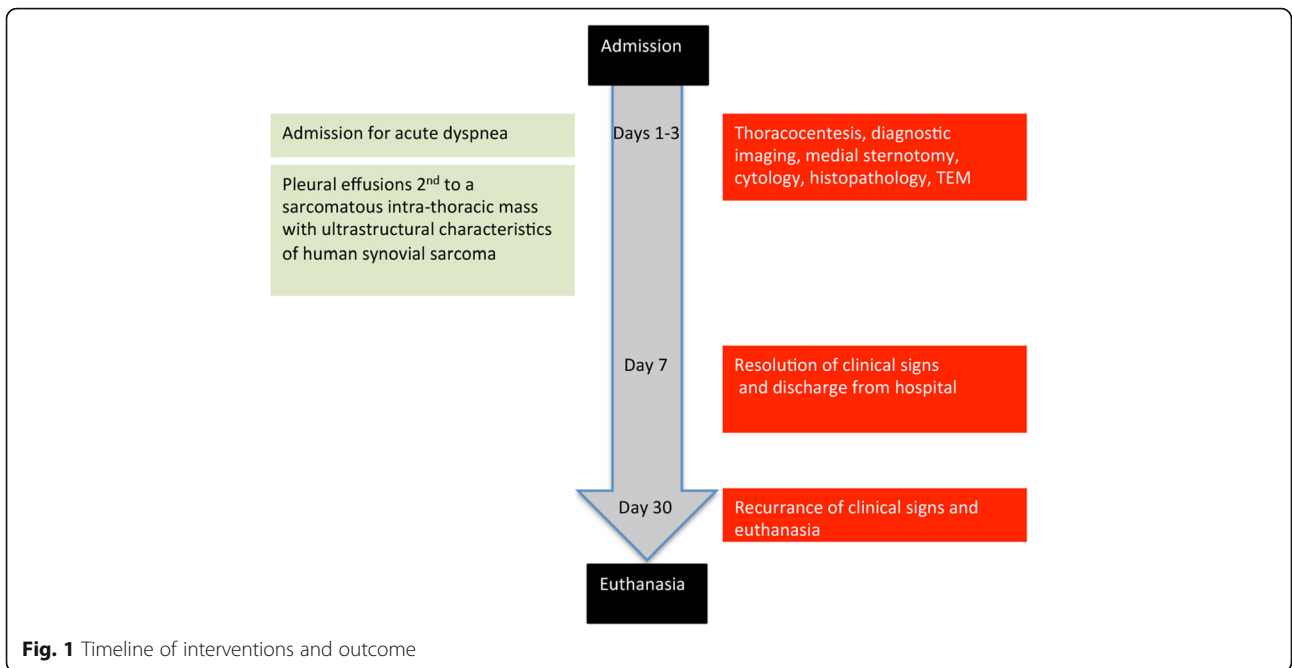 Admission
Admission for acute dyspnea
Days 1-3
Thoracocentesis, diagnostic
imaging, medial sternotomy,
cytology, histopathology, TEM
Pleural effusions 2nd to a
sarcomatous intra-thoracic mass
with ultrastructural characteristics
of human synovial sarcoma
Day 7
Resolution of clinical signs
and discharge from hospital
Day 30
Recurrance of clinical signs and
euthanasia
Euthanasia
Fig. 1 Timeline of interventions and outcome